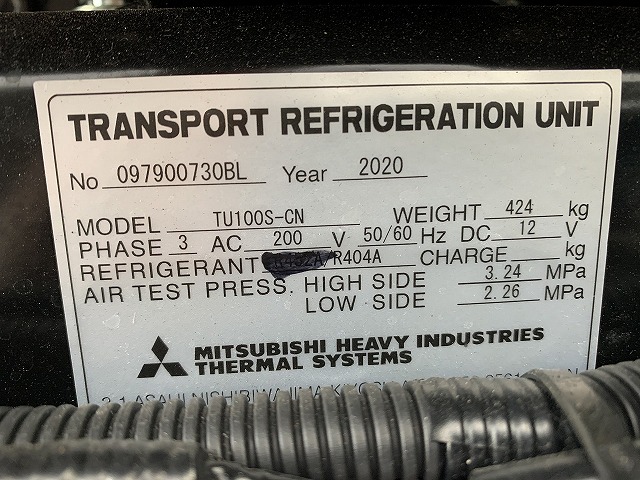 TRANSPORT REFRIGERATION UNIT
No 097900730BL Year 2020
MODEL TU100S-CN WEIGHT 424 kg
PHASE 3 AC 200 V 50/60 Hz DC 12 V
REFRIGERANT R452A/R404A CHARGE kg
AIR TEST PRESS. HIGH SIDE 3.24 MPa
LOW SIDE 2.26 MPa
MITSUBISHI HEAVY INDUSTRIES
THERMAL SYSTEMS